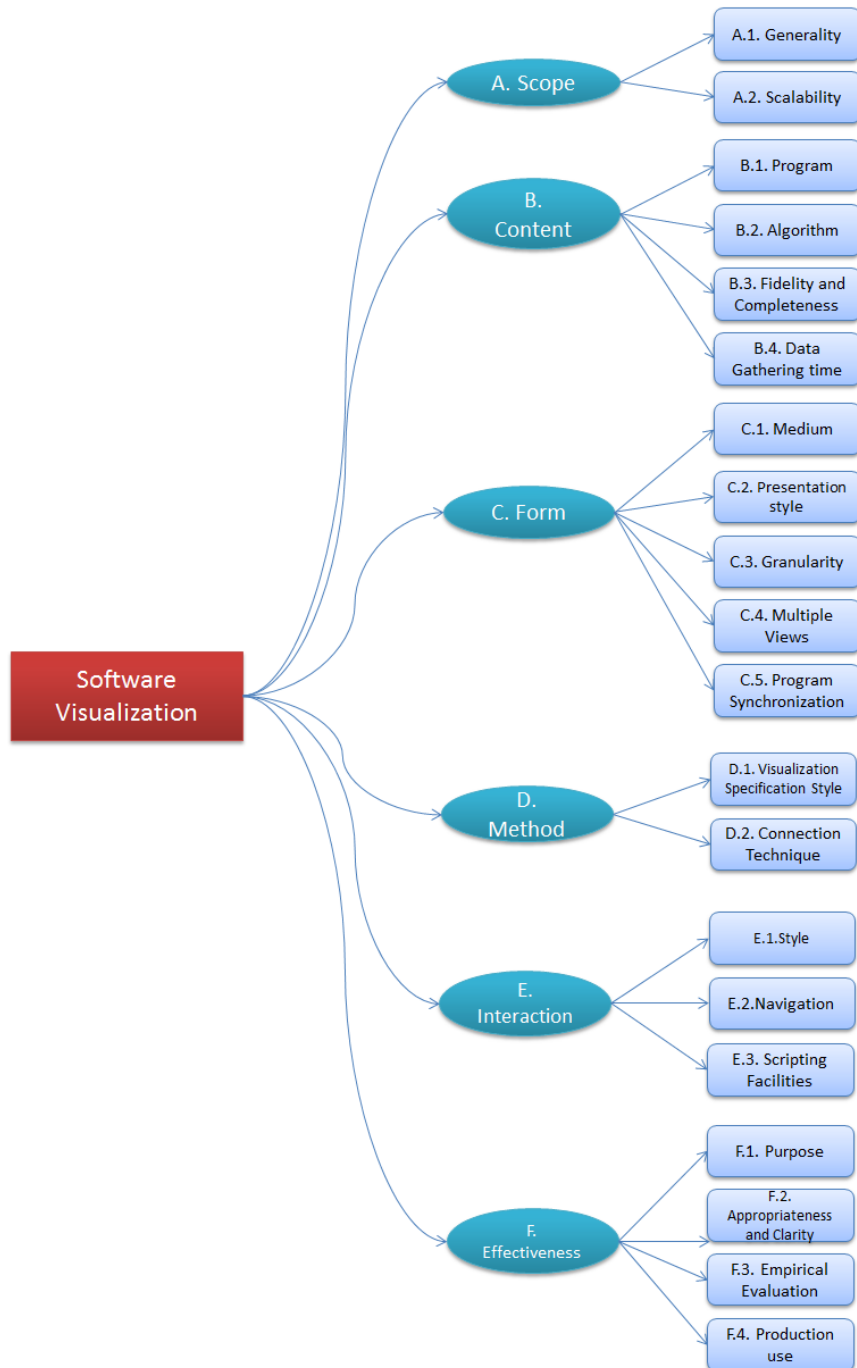 A.1. Generality
A. Scope
A.2. Scalability
B.1. Program
B.
Content
B.2. Algorithm
B.3. Fidelity and
Completeness
B.4. Data
Gathering time
C.1. Medium
C.2. Presentation
style
C. Form
C.3. Granularity
C.4. Multiple
Views
Software
Visualization
C.5. Program
Synchronization
D.1. Visualization
Specification Style
D.
Method
D.2. Connection
Technique
E.1.Style
E.
Interaction
E.2.Navigation
E.3. Scripting
Facilities
F.1. Purpose
F.2.
Appropriateness
and Clarity
F.
Effectiveness
F.3. Empirical
Evaluation
F.4. Production
use